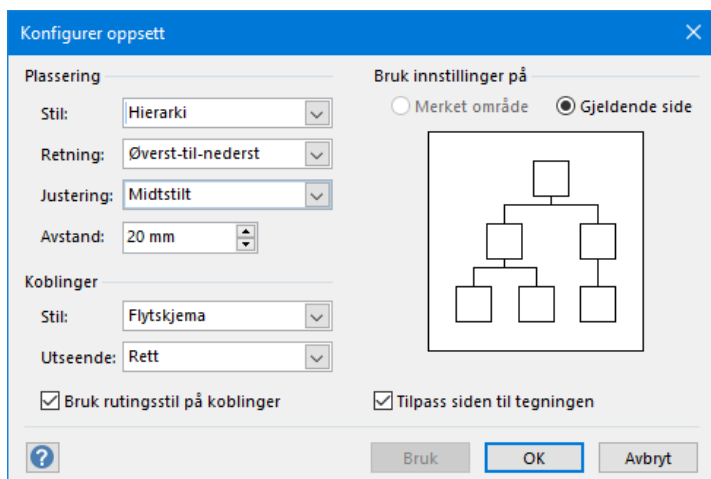 Konfigurer oppsett
Plassering
Stil: Hierarki
Retning: Øverst-til-nederst
Justering: Midtstilt
Avstand: 20 mm
Koblinger
Stil: Flytskjema
Utseende: Rett
Bruk rutingsstil på koblinger
Bruk innstillinger på
Merket område Gjeldende side
Tilpass siden til tegningen
? Bruk OK Avbryt